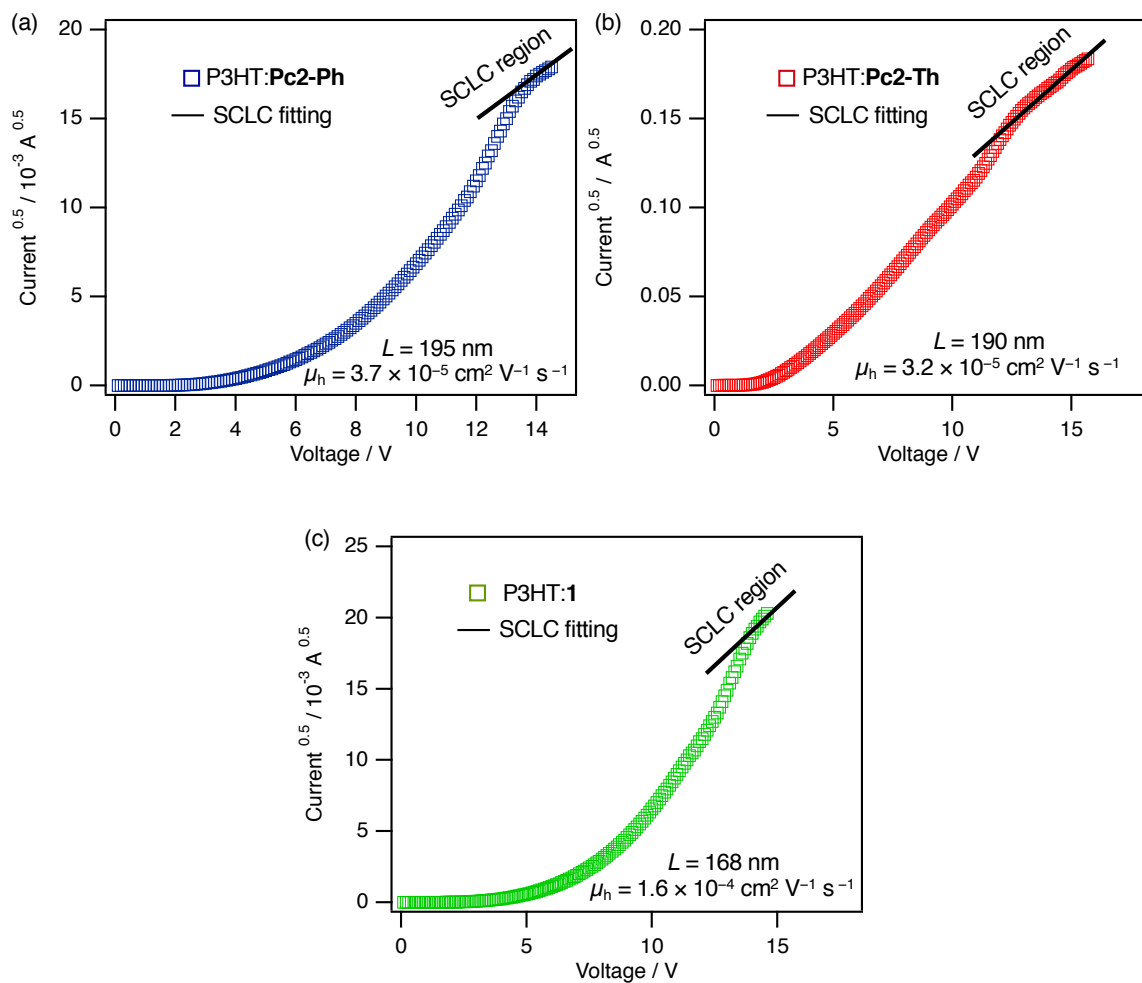 (a)
20
15
10
5
0
Current 0.5 / 10⁻³ A 0.5
P3HT:Pc2-Ph
SCLC fitting
SCLC region
L = 195 nm
μh = 3.7 × 10⁻⁵ cm² V⁻¹ s⁻¹
0 2 4 6 8 10 12 14
Voltage / V
(b)
0.20
0.15
0.10
0.05
0.00
Current 0.5 / A 0.5
P3HT:Pc2-Th
SCLC fitting
SCLC region
L = 190 nm
μh = 3.2 × 10⁻⁵ cm² V⁻¹ s⁻¹
0 5 10 15
Voltage / V
(c)
25
20
15
10
5
0
Current 0.5 / 10⁻³ A 0.5
P3HT:1
SCLC fitting
SCLC region
L = 168 nm
μh = 1.6 × 10⁻⁴ cm² V⁻¹ s⁻¹
0 5 10 15
Voltage / V